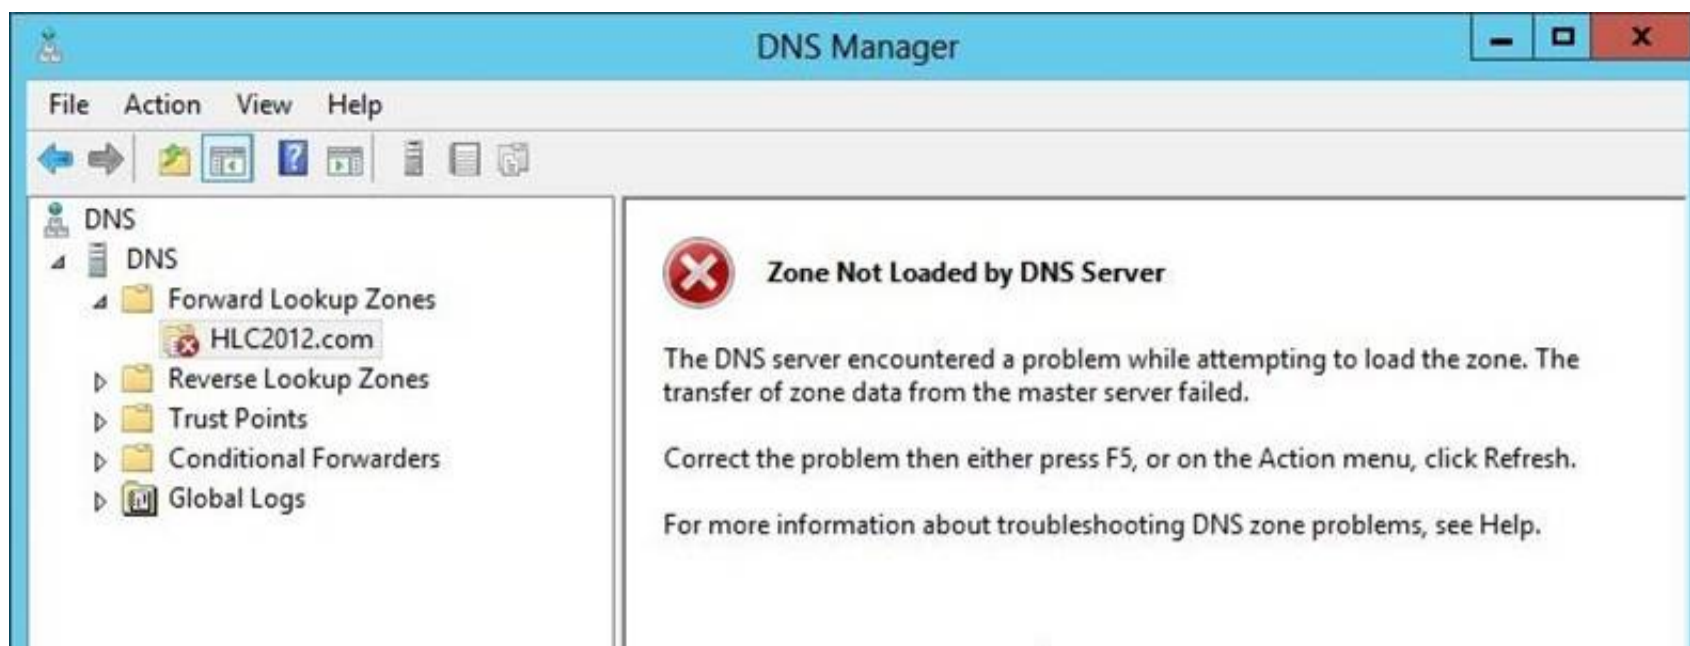 DNS Manager
File Action View Help
DNS
DNS
Forward Lookup Zones
HLC2012.com
Reverse Lookup Zones
Trust Points
Conditional Forwarders
Global Logs
Zone Not Loaded by DNS Server
The DNS server encountered a problem while attempting to load the zone. The
transfer of zone data from the master server failed.
Correct the problem then either press F5, or on the Action menu, click Refresh.
For more information about troubleshooting DNS zone problems, see Help.